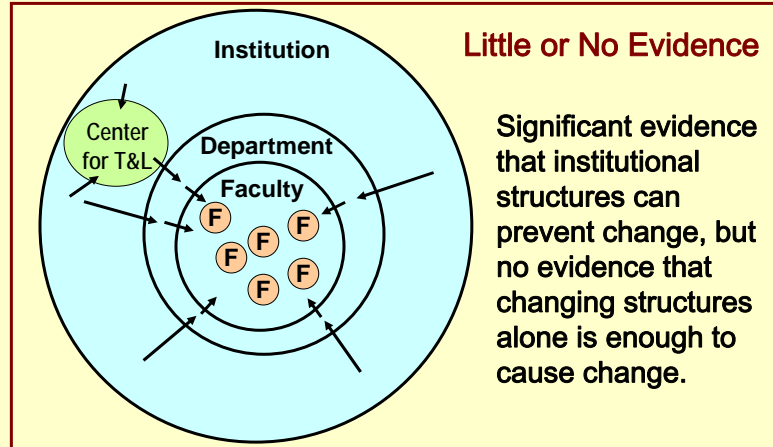 Institution
Little or No Evidence
Center
for T&L
Department
Faculty
F
F
F
F
F
F
Significant evidence
that institutional
structures can
prevent change, but
no evidence that
changing structures
alone is enough to
cause change.